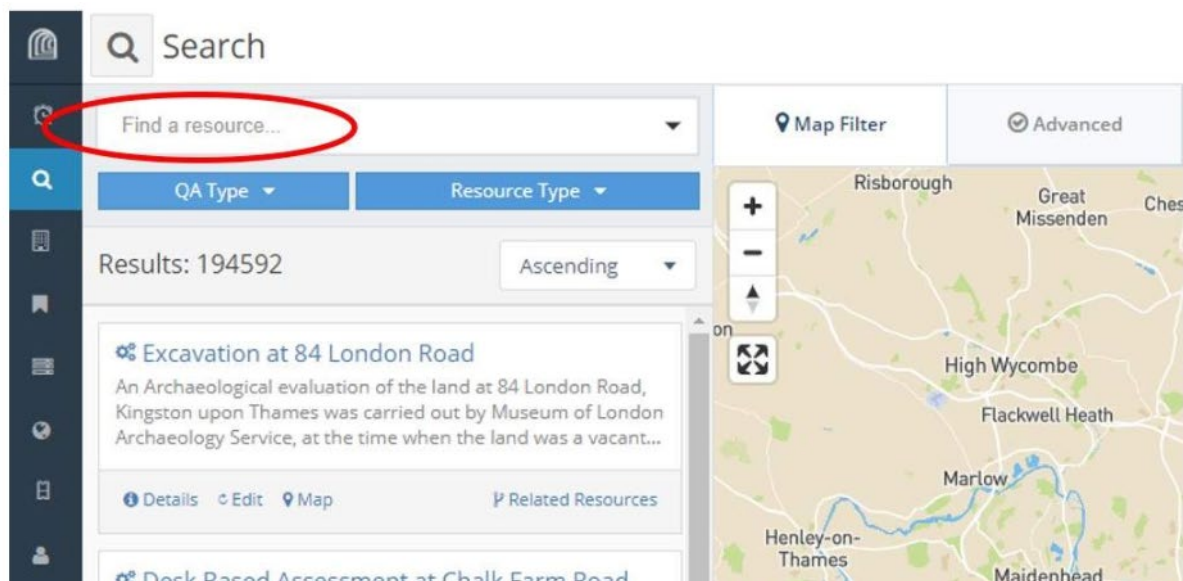 Search
Find a resource...
Map Filter
Advanced
QA Type
Resource Type
Results: 194592
Ascending
Excavation at 84 London Road
An Archaeological evaluation of the land at 84 London Road,
Kingston upon Thames was carried out by Museum of London
Archaeology Service, at the time when the land was a vacant...
Details Edit Map Related Resources
Desk Based Assessment at Chalk Farm Road
Risborough
Great
Missenden
Ches
on
High Wycombe
Flackwell Heath
Marlow
Henley-on-
Thames
Maidenhead